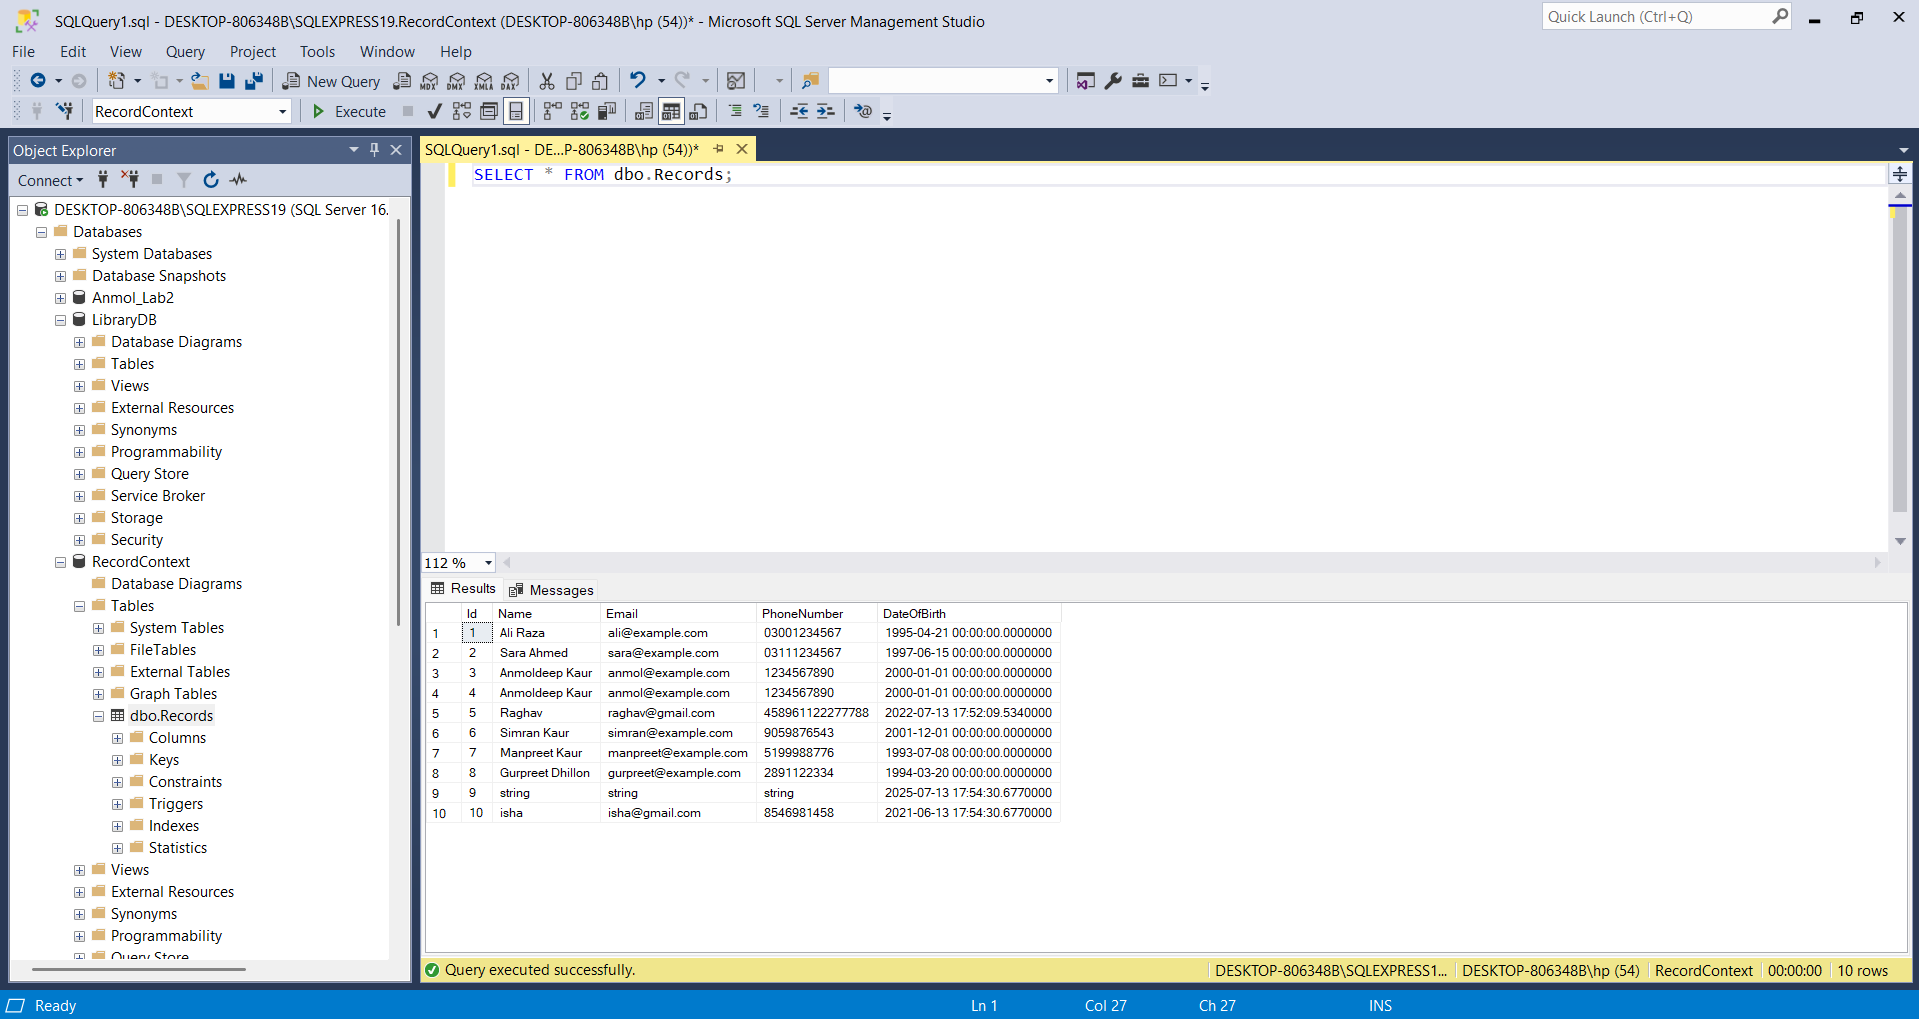 SQLQuery1.sql - DESKTOP-806348B\SQLEXPRESS19.RecordContext (DESKTOP-806348B\hp (54))* - Microsoft SQL Server Management Studio
Quick Launch (Ctrl+Q)
File Edit View Query Project Tools Window Help
New Query MDX DMX XMLA DAX
RecordContext Execute
Object Explorer
Connect
DESKTOP-806348B\SQLEXPRESS19 (SQL Server 16.
Databases
System Databases
Database Snapshots
Anmol_Lab2
LibraryDB
Database Diagrams
Tables
Views
External Resources
Synonyms
Programmability
Query Store
Service Broker
Storage
Security
RecordContext
Database Diagrams
Tables
System Tables
FileTables
External Tables
Graph Tables
dbo.Records
Columns
Keys
Constraints
Triggers
Indexes
Statistics
Views
External Resources
Synonyms
Programmability
Query Store
SQLQuery1.sql - DE...P-806348B\hp (54))*
SELECT * FROM dbo.Records;
112 %
Results Messages
Id Name Email PhoneNumber DateOfBirth
1 1 Ali Raza ali@example.com 03001234567 1995-04-21 00:00:00.0000000
2 2 Sara Ahmed sara@example.com 03111234567 1997-06-15 00:00:00.0000000
3 3 Anmoldeep Kaur anmol@example.com 1234567890 2000-01-01 00:00:00.0000000
4 4 Anmoldeep Kaur anmol@example.com 1234567890 2000-01-01 00:00:00.0000000
5 5 Raghav raghav@gmail.com 458961122277788 2022-07-13 17:52:09.5340000
6 6 Simran Kaur simran@example.com 9059876543 2001-12-01 00:00:00.0000000
7 7 Manpreet Kaur manpreet@example.com 5199988776 1993-07-08 00:00:00.0000000
8 8 Gurpreet Dhillon gurpreet@example.com 2891122334 1994-03-20 00:00:00.0000000
9 9 string string string 2025-07-13 17:54:30.6770000
10 10 isha isha@gmail.com 8546981458 2021-06-13 17:54:30.6770000
Query executed successfully. DESKTOP-806348B\SQLEXPRESS1... DESKTOP-806348B\hp (54) RecordContext 00:00:00 10 rows
Ready Ln 1 Col 27 Ch 27 INS